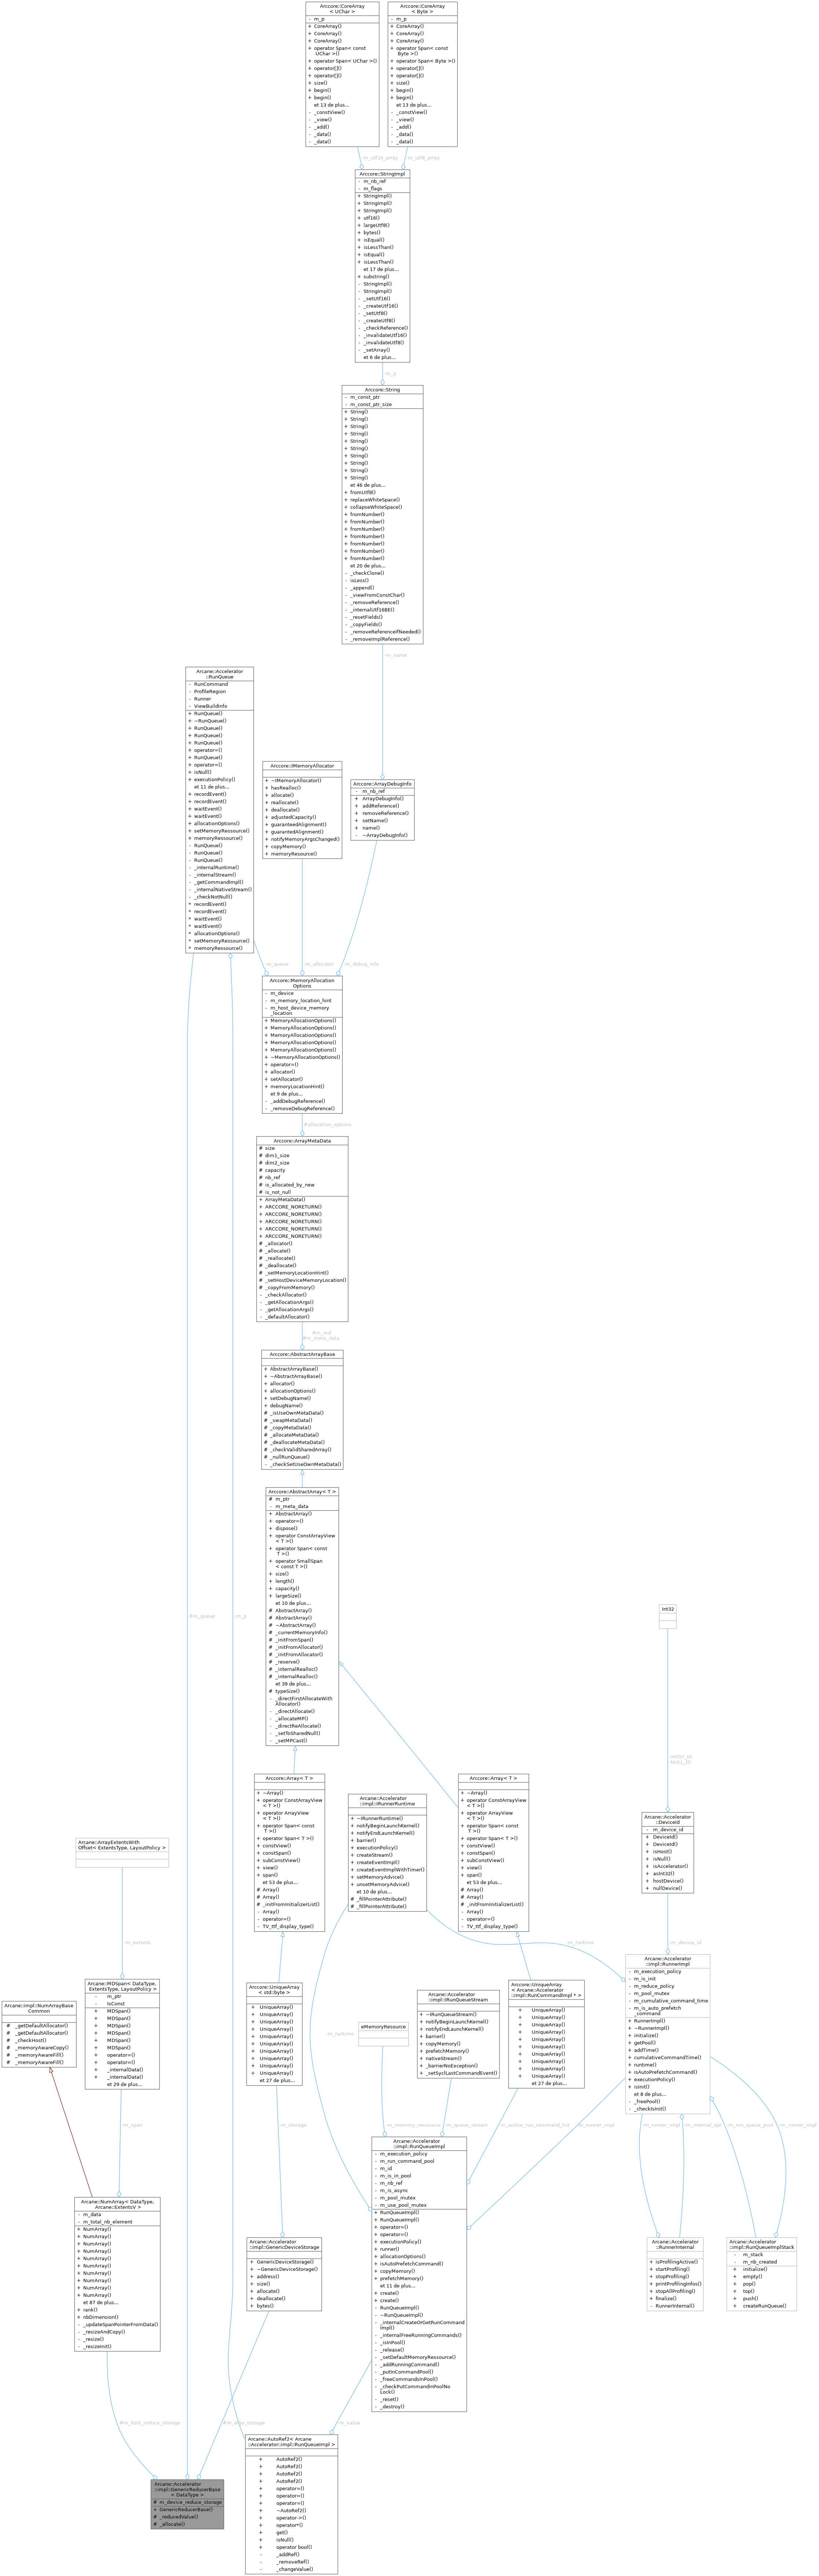 Arccore::CoreArray
< UChar >
- m_p
+ CoreArray()
+ CoreArray()
+ CoreArray()
+ operator Span< const
UChar >()
+ operator Span< UChar >()
+ operator[]()
+ operator[]()
+ size()
+ begin()
+ begin()
et 13 de plus...
- _constView()
- _view()
- _add()
- _data()
- _data()
Arccore::CoreArray
< Byte >
- m_p
+ CoreArray()
+ CoreArray()
+ CoreArray()
+ operator Span< const
Byte >()
+ operator Span< Byte >()
+ operator[]()
+ operator[]()
+ size()
+ begin()
+ begin()
et 13 de plus...
- _constView()
- _view()
- _add()
- _data()
- _data()
-m_utf16_array
-m_utf8_array
Arccore::StringImpl
- m_nb_ref
- m_flags
+ StringImpl()
+ StringImpl()
+ StringImpl()
+ utf16()
+ largeUtf8()
+ bytes()
+ isEqual()
+ isLessThan()
+ isEqual()
+ isLessThan()
et 17 de plus...
+ substring()
- StringImpl()
- StringImpl()
- _setUtf16()
- _createUtf16()
- _setUtf8()
- _createUtf8()
- _checkReference()
- _invalidateUtf16()
- _invalidateUtf8()
- _setArray()
et 6 de plus...
-m_p
Arccore::String
- m_const_ptr
- m_const_ptr_size
+ String()
+ String()
+ String()
+ String()
+ String()
+ String()
+ String()
+ String()
+ String()
+ String()
et 46 de plus...
+ fromUtf8()
+ replaceWhiteSpace()
+ collapseWhiteSpace()
+ fromNumber()
+ fromNumber()
+ fromNumber()
+ fromNumber()
+ fromNumber()
+ fromNumber()
+ fromNumber()
et 20 de plus...
- _checkClone()
- isLess()
- _append()
- _viewFromConstChar()
- _removeReference()
- _internalUtf16BE()
- _resetFields()
- _copyFields()
- _removeReferenceIfNeeded()
- _removeImplReference()
-m_name
Arcane::Accelerator
::RunQueue
- RunCommand
- ProfileRegion
- Runner
- ViewBuildInfo
+ RunQueue()
+ ~RunQueue()
+ RunQueue()
+ RunQueue()
+ RunQueue()
+ operator=()
+ RunQueue()
+ operator=()
+ isNull()
+ executionPolicy()
et 11 de plus...
+ recordEvent()
+ recordEvent()
+ waitEvent()
+ waitEvent()
+ allocationOptions()
+ setMemoryRessource()
+ memoryRessource()
- RunQueue()
- RunQueue()
- RunQueue()
- _internalRuntime()
- _internalStream()
- _getCommandImpl()
- _internalNativeStream()
- _checkNotNull()
* recordEvent()
* recordEvent()
* waitEvent()
* waitEvent()
* allocationOptions()
* setMemoryRessource()
* memoryRessource()
Arccore::IMemoryAllocator
+ ~IMemoryAllocator()
+ hasRealloc()
+ allocate()
+ reallocate()
+ deallocate()
+ adjustedCapacity()
+ guaranteedAlignment()
+ guarantedAlignment()
+ notifyMemoryArgsChanged()
+ copyMemory()
+ memoryResource()
Arccore::ArrayDebugInfo
- m_nb_ref
+ ArrayDebugInfo()
+ addReference()
+ removeReference()
+ setName()
+ name()
- ~ArrayDebugInfo()
-m_queue
-m_allocator
-m_debug_info
Arccore::MemoryAllocation
Options
- m_device
- m_memory_location_hint
- m_host_device_memory
_location
+ MemoryAllocationOptions()
+ MemoryAllocationOptions()
+ MemoryAllocationOptions()
+ MemoryAllocationOptions()
+ MemoryAllocationOptions()
+ ~MemoryAllocationOptions()
+ operator=()
+ allocator()
+ setAllocator()
+ memoryLocationHint()
et 9 de plus...
- _addDebugReference()
- _removeDebugReference()
#allocation_options
Arccore::ArrayMetaData
# size
# dim1_size
# dim2_size
# capacity
# nb_ref
# is_allocated_by_new
# is_not_null
+ ArrayMetaData()
+ ARCCORE_NORETURN()
+ ARCCORE_NORETURN()
+ ARCCORE_NORETURN()
+ ARCCORE_NORETURN()
+ ARCCORE_NORETURN()
# _allocator()
# _allocate()
# _reallocate()
# _deallocate()
# _setMemoryLocationHint()
# _setHostDeviceMemoryLocation()
# _copyFromMemory()
- _checkAllocator()
- _getAllocationArgs()
- _getAllocationArgs()
- _defaultAllocator()
#m_md
#m_meta_data
Arccore::AbstractArrayBase
+ AbstractArrayBase()
+ ~AbstractArrayBase()
+ allocator()
+ allocationOptions()
+ setDebugName()
+ debugName()
# _isUseOwnMetaData()
# _swapMetaData()
# _copyMetaData()
# _allocateMetaData()
# _deallocateMetaData()
# _checkValidSharedArray()
# _nullRunQueue()
- _checkSetUseOwnMetaData()
Arccore::AbstractArray< T >
# m_ptr
- m_meta_data
+ AbstractArray()
+ operator=()
+ dispose()
+ operator ConstArrayView
< T >()
+ operator Span< const
T >()
+ operator SmallSpan
< const T >()
+ size()
+ length()
+ capacity()
+ largeSize()
et 10 de plus...
# AbstractArray()
# AbstractArray()
# ~AbstractArray()
# _currentMemoryInfo()
# _initFromSpan()
# _initFromAllocator()
# _initFromAllocator()
# _reserve()
# _internalRealloc()
# _internalRealloc()
et 39 de plus...
# typeSize()
- _directFirstAllocateWith
Allocator()
- _directAllocate()
- _allocateMP()
- _directReAllocate()
- _setToSharedNull()
- _setMPCast()
#m_queue
-m_p
Int32
-Int32_32
-NULL_ID
Arccore::Array< T >
+ ~Array()
+ operator ConstArrayView
< T >()
+ operator ArrayView
< T >()
+ operator Span< const
T >()
+ operator Span< T >()
+ constView()
+ constSpan()
+ subConstView()
+ view()
+ span()
et 53 de plus...
# Array()
# Array()
# _initFromInitializerList()
- Array()
- operator=()
- TV_ttf_display_type()
Arcane::Accelerator
::impl::IRunnerRuntime
+ ~IRunnerRuntime()
+ notifyBeginLaunchKernel()
+ notifyEndLaunchKernel()
+ barrier()
+ executionPolicy()
+ createStream()
+ createEventImpl()
+ createEventImplWithTimer()
+ setMemoryAdvice()
+ unsetMemoryAdvice()
et 10 de plus...
# _fillPointerAttribute()
# _fillPointerAttribute()
Arccore::Array< T >
+ ~Array()
+ operator ConstArrayView
< T >()
+ operator ArrayView
< T >()
+ operator Span< const
T >()
+ operator Span< T >()
+ constView()
+ constSpan()
+ subConstView()
+ view()
+ span()
et 53 de plus...
# Array()
# Array()
# _initFromInitializerList()
- Array()
- operator=()
- TV_ttf_display_type()
Arcane::Accelerator
::DeviceId
- m_device_id
+ DeviceId()
+ DeviceId()
+ isHost()
+ isNull()
+ isAccelerator()
+ asInt32()
+ hostDevice()
+ nullDevice()
Arcane::ArrayExtentsWith
Offset< ExtentsType, LayoutPolicy >
-m_extents
-m_runtime
-m_device_id
Arcane::impl::NumArrayBase
Common
# _getDefaultAllocator()
# _getDefaultAllocator()
# _checkHost()
# _memoryAwareCopy()
# _memoryAwareFill()
# _memoryAwareFill()
Arcane::MDSpan< DataType,
ExtentsType, LayoutPolicy >
- m_ptr
- IsConst
+ MDSpan()
+ MDSpan()
+ MDSpan()
+ MDSpan()
+ MDSpan()
+ MDSpan()
+ operator=()
+ operator=()
+ _internalData()
+ _internalData()
et 29 de plus...
Arccore::UniqueArray
< std::byte >
+ UniqueArray()
+ UniqueArray()
+ UniqueArray()
+ UniqueArray()
+ UniqueArray()
+ UniqueArray()
+ UniqueArray()
+ UniqueArray()
+ UniqueArray()
+ UniqueArray()
et 27 de plus...
-m_runtime
eMemoryResource
Arcane::Accelerator
::impl::IRunQueueStream
+ ~IRunQueueStream()
+ notifyBeginLaunchKernel()
+ notifyEndLaunchKernel()
+ barrier()
+ copyMemory()
+ prefetchMemory()
+ nativeStream()
+ _barrierNoException()
+ _setSyclLastCommandEvent()
Arccore::UniqueArray
< Arcane::Accelerator
::impl::RunCommandImpl * >
+ UniqueArray()
+ UniqueArray()
+ UniqueArray()
+ UniqueArray()
+ UniqueArray()
+ UniqueArray()
+ UniqueArray()
+ UniqueArray()
+ UniqueArray()
+ UniqueArray()
et 27 de plus...
Arcane::Accelerator
::impl::RunnerImpl
- m_execution_policy
- m_is_init
- m_reduce_policy
- m_pool_mutex
- m_cumulative_command_time
- m_is_auto_prefetch
_command
+ RunnerImpl()
+ ~RunnerImpl()
+ initialize()
+ getPool()
+ addTime()
+ cumulativeCommandTime()
+ runtime()
+ isAutoPrefetchCommand()
+ executionPolicy()
+ isInit()
et 8 de plus...
- _freePool()
- _checkIsInit()
-m_span
-m_storage
-m_memory_ressource
-m_queue_stream
-m_active_run_command_list
-m_runner_impl
-m_runner_impl
-m_internal_api
-m_run_queue_pool
-m_runner_impl
Arcane::NumArray< DataType,
Arcane::ExtentsV >
- m_data
- m_total_nb_element
+ NumArray()
+ NumArray()
+ NumArray()
+ NumArray()
+ NumArray()
+ NumArray()
+ NumArray()
+ NumArray()
+ NumArray()
+ NumArray()
et 87 de plus...
+ rank()
+ nbDimension()
- _updateSpanPointerFromData()
- _resizeAndCopy()
- _resize()
- _resizeInit()
Arcane::Accelerator
::impl::GenericDeviceStorage
+ GenericDeviceStorage()
+ ~GenericDeviceStorage()
+ address()
+ size()
+ allocate()
+ deallocate()
+ bytes()
Arcane::Accelerator
::impl::RunQueueImpl
- m_execution_policy
- m_run_command_pool
- m_id
- m_is_in_pool
- m_nb_ref
- m_is_async
- m_pool_mutex
- m_use_pool_mutex
+ RunQueueImpl()
+ RunQueueImpl()
+ operator=()
+ operator=()
+ executionPolicy()
+ runner()
+ allocationOptions()
+ isAutoPrefetchCommand()
+ copyMemory()
+ prefetchMemory()
et 11 de plus...
+ create()
+ create()
- RunQueueImpl()
- ~RunQueueImpl()
- _internalCreateOrGetRunCommand
Impl()
- _internalFreeRunningCommands()
- _isInPool()
- _release()
- _setDefaultMemoryRessource()
- _addRunningCommand()
- _putInCommandPool()
- _freeCommandsInPool()
- _checkPutCommandInPoolNo
Lock()
- _reset()
- _destroy()
Arcane::Accelerator
::RunnerInternal
+ isProfilingActive()
+ startProfiling()
+ stopProfiling()
+ printProfilingInfos()
+ stopAllProfiling()
+ finalize()
- RunnerInternal()
Arcane::Accelerator
::impl::RunQueueImplStack
- m_stack
- m_nb_created
+ initialize()
+ empty()
+ pop()
+ top()
+ push()
+ createRunQueue()
#m_host_reduce_storage
#m_algo_storage
-m_value
Arcane::Accelerator
::impl::GenericReducerBase
< DataType >
# m_device_reduce_storage
+ GenericReducerBase()
# _reducedValue()
# _allocate()
Arcane::AutoRef2< Arcane
::Accelerator::impl::RunQueueImpl >
+ AutoRef2()
+ AutoRef2()
+ AutoRef2()
+ AutoRef2()
+ operator=()
+ operator=()
+ operator=()
+ ~AutoRef2()
+ operator->()
+ operator*()
+ get()
+ isNull()
+ operator bool()
- _addRef()
- _removeRef()
- _changeValue()